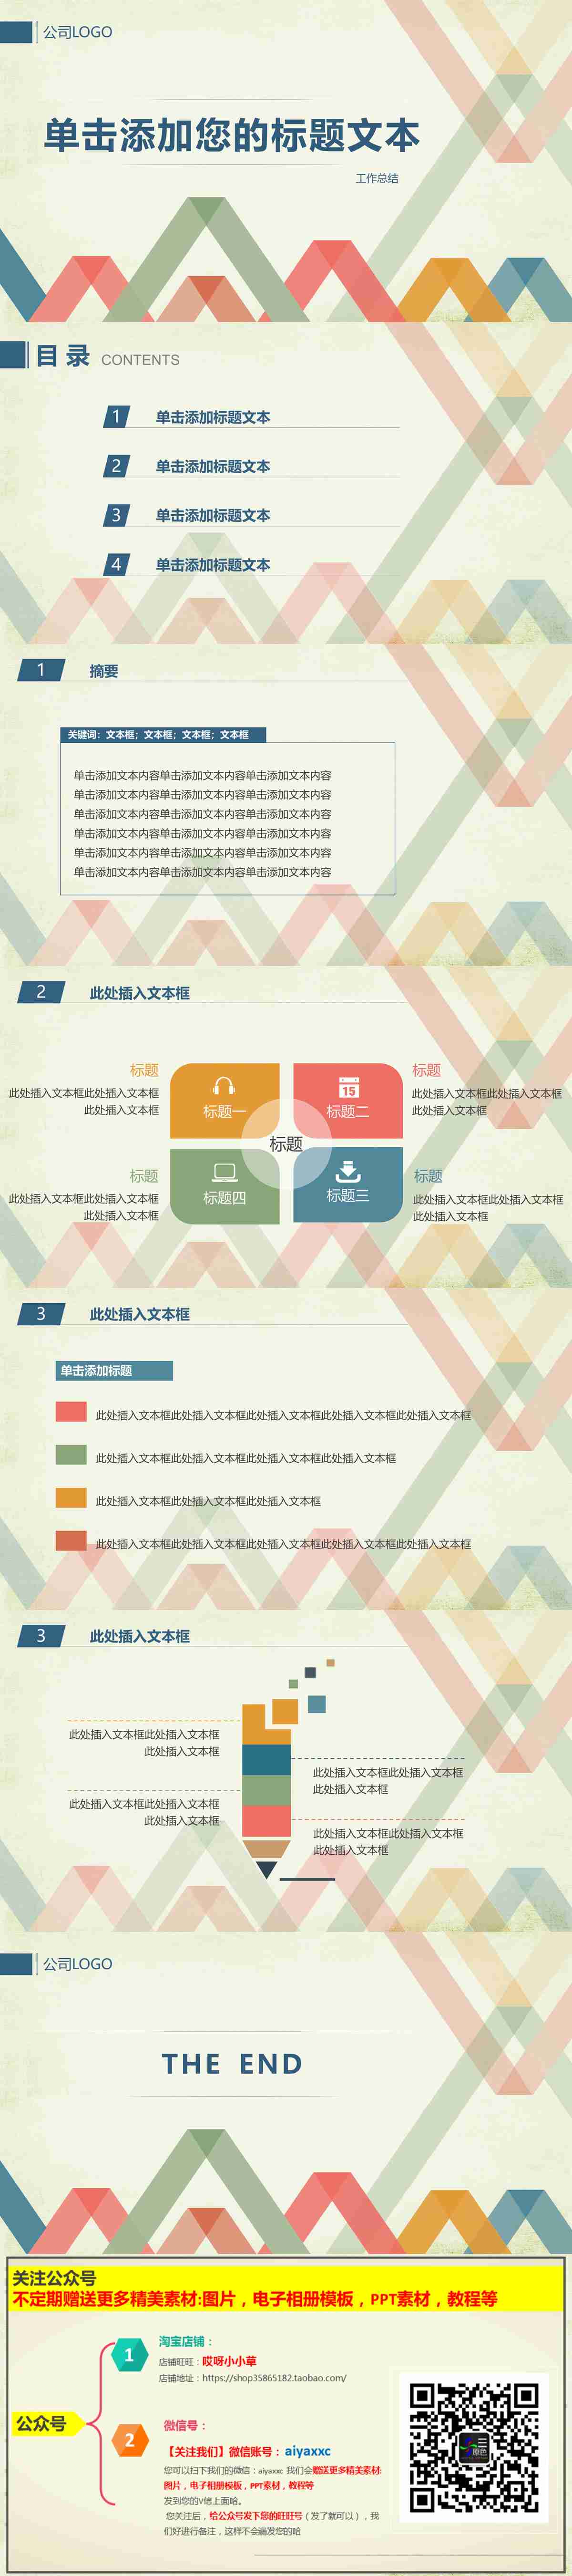 公司LOGO
单击添加您的标题文本
工作总结
目录 CONTENTS
1 单击添加标题文本
2 单击添加标题文本
3 单击添加标题文本
4 单击添加标题文本
1 摘要
关键词：文本框；文本框；文本框；文本框
单击添加文本内容单击添加文本内容单击添加文本内容
单击添加文本内容单击添加文本内容单击添加文本内容
单击添加文本内容单击添加文本内容单击添加文本内容
单击添加文本内容单击添加文本内容单击添加文本内容
单击添加文本内容单击添加文本内容单击添加文本内容
单击添加文本内容单击添加文本内容单击添加文本内容
2 此处插入文本框
标题
此处插入文本框此处插入文本框
此处插入文本框
标题
此处插入文本框此处插入文本框
此处插入文本框
标题一
15
标题二
标题
标题四
标题三
标题
此处插入文本框此处插入文本框
此处插入文本框
标题
此处插入文本框此处插入文本框
此处插入文本框
3 此处插入文本框
单击添加标题
此处插入文本框此处插入文本框此处插入文本框此处插入文本框此处插入文本框
此处插入文本框此处插入文本框此处插入文本框此处插入文本框
此处插入文本框此处插入文本框此处插入文本框
此处插入文本框此处插入文本框此处插入文本框此处插入文本框此处插入文本框
3 此处插入文本框
此处插入文本框此处插入文本框
此处插入文本框
此处插入文本框此处插入文本框
此处插入文本框
此处插入文本框此处插入文本框
此处插入文本框
此处插入文本框此处插入文本框
此处插入文本框
公司LOGO
THE END
关注公众号
不定期赠送更多精美素材:图片，电子相册模板，PPT素材，教程等
公众号
1
淘宝店铺：
店铺旺旺：哎呀小小草
店铺地址：https://shop35865182.taobao.com/
2
微信号：
【关注我们】微信账号：aiyaxxc
您可以扫下我们的微信：aiyaxxc 我们会赠送更多精美素材:
图片，电子相册模板，PPT素材，教程等
发到您的V信上面哈。
您关注后，给公众号发下您的旺旺号（发了就可以），我
们好进行备注，这样不会漏发您的哈